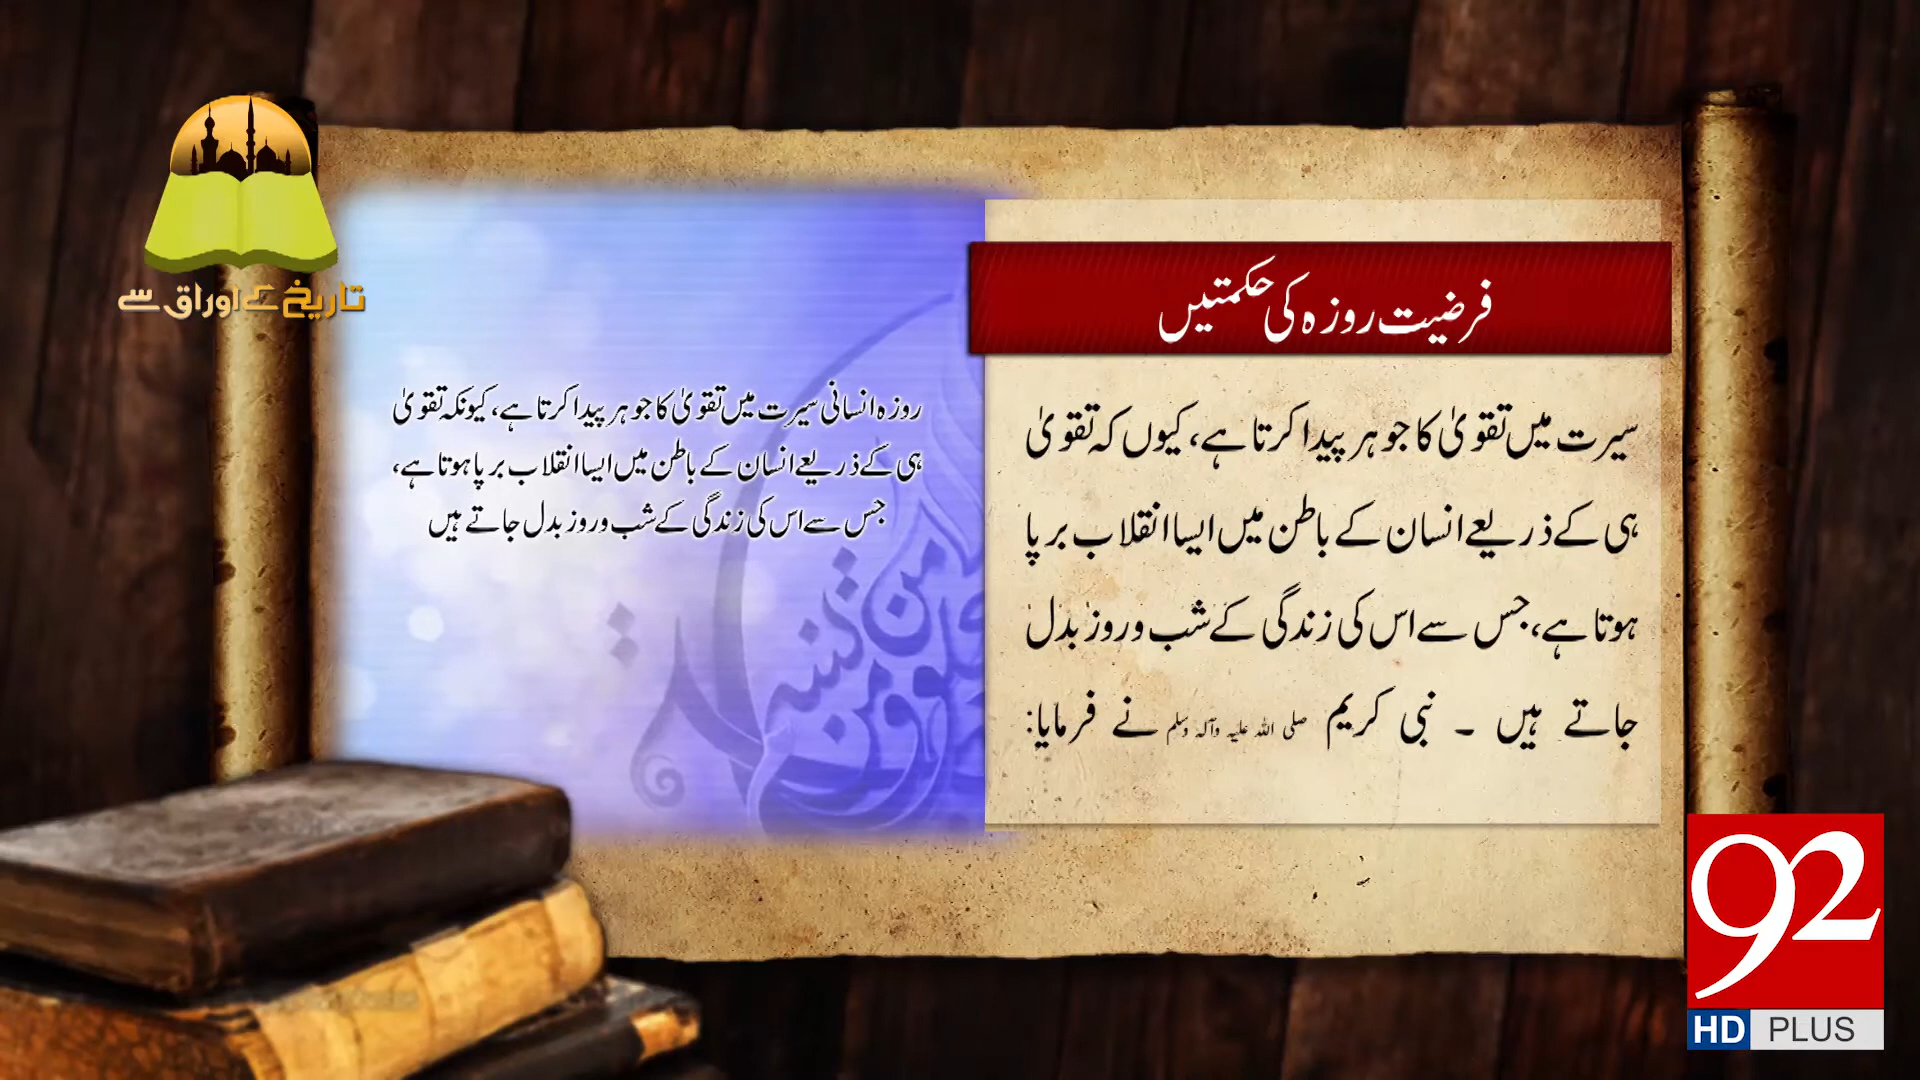 تاریخ کے اوراق سے
فرضیت روزہ کی حکمتیں
سیرت میں تقویٰ کا جوہر پیدا کرتا ہے، کیوں کہ تقویٰ
ہی کے ذریعے انسان کے باطن میں ایسا انقلاب برپا
ہوتا ہے، جس سے اس کی زندگی کے شب و روز بدل
جاتے ہیں ۔ نبی کریم صلی اللہ علیہ وآلہ وسلم نے فرمایا:
روزہ انسانی سیرت میں تقویٰ کا جوہر پیدا کرتا ہے، کیونکہ تقویٰ
ہی کے ذریعے انسان کے باطن میں ایسا انقلاب برپا ہوتا ہے،
جس سے اس کی زندگی کے شب و روز بدل جاتے ہیں
92
HD PLUS